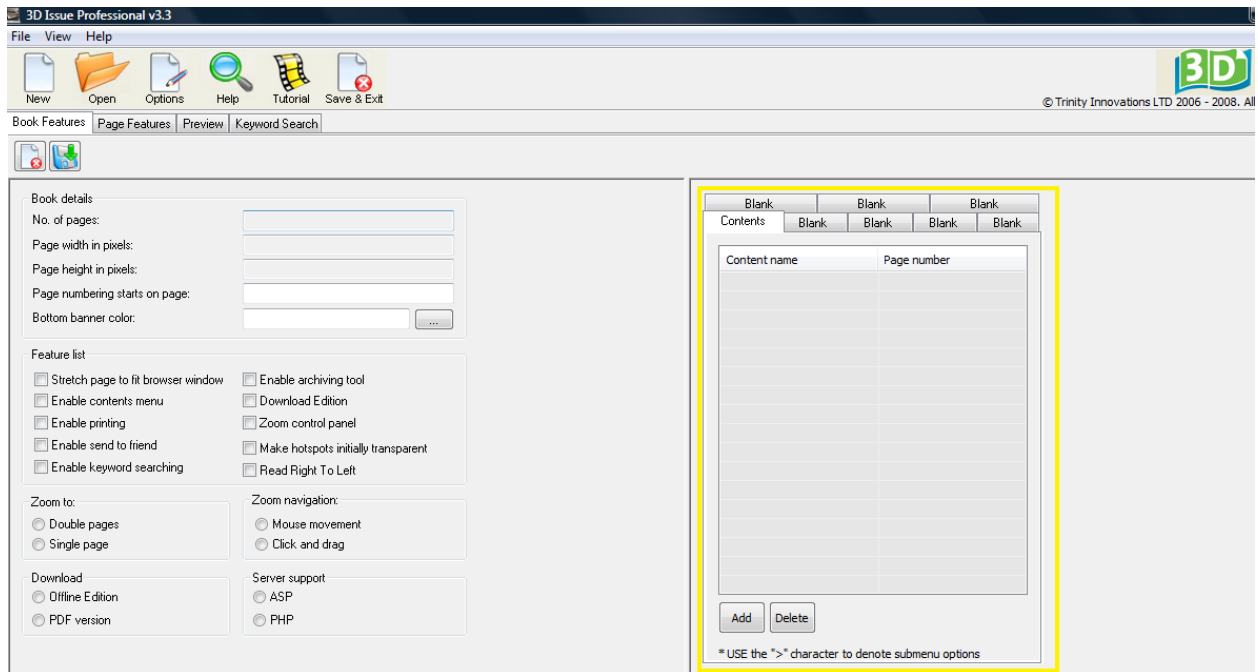 3D Issue Professional v3.3
File View Help
New Open Options Help Tutorial Save & Exit
3D
© Trinity Innovations LTD 2006 - 2008. All
Book Features Page Features Preview Keyword Search
Book details
No. of pages:
Page width in pixels:
Page height in pixels:
Page numbering starts on page:
Bottom banner color:
...
Feature list
Stretch page to fit browser window
Enable contents menu
Enable printing
Enable send to friend
Enable keyword searching
Enable archiving tool
Download Edition
Zoom control panel
Make hotspots initially transparent
Read Right To Left
Zoom to:
Double pages
Single page
Zoom navigation:
Mouse movement
Click and drag
Download
Offline Edition
PDF version
Server support
ASP
PHP
Blank Blank Blank
Contents Blank Blank Blank Blank
Content name Page number
Add Delete
* USE the ">" character to denote submenu options